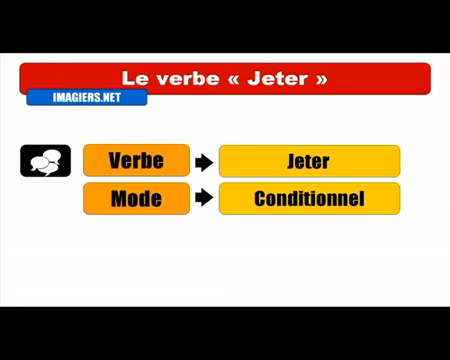 Le verbe « Jeter »
IMAGIERS.NET
Verbe Jeter
Mode Conditionnel